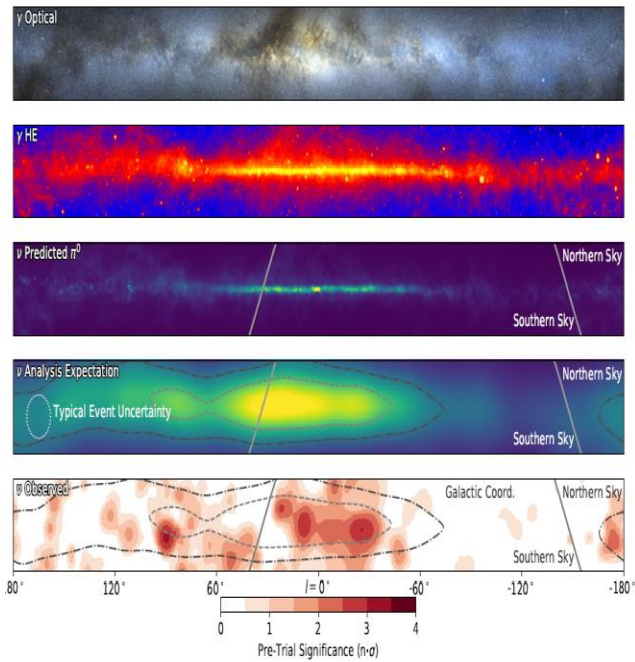 γ Optical
γ HE
ν Predicted π⁰
Northern Sky
Southern Sky
ν Analysis Expectation
Northern Sky
Typical Event Uncertainty
Southern Sky
ν Observed
Galactic Coord.
Northern Sky
Southern Sky
.80° 120° 60° l = 0° -60° -120° -180°
0 1 2 3 4
Pre-Trial Significance (n·σ)